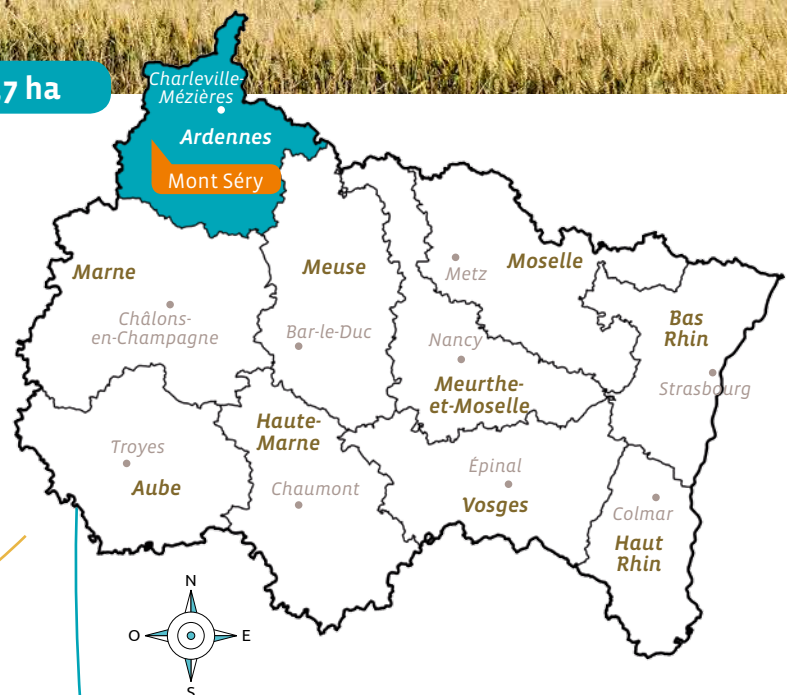 7 ha
Charleville-
Mézières
Ardennes
Mont Séry
Marne
Meuse
Moselle
Metz
Châlons-
en-Champagne
Bar-le-Duc
Nancy
Bas
Rhin
Meurthe-
et-Moselle
Strasbourg
Haute-
Marne
Troyes
Aube
Chaumont
Épinal
Vosges
Colmar
Haut
Rhin
N
O
E
S